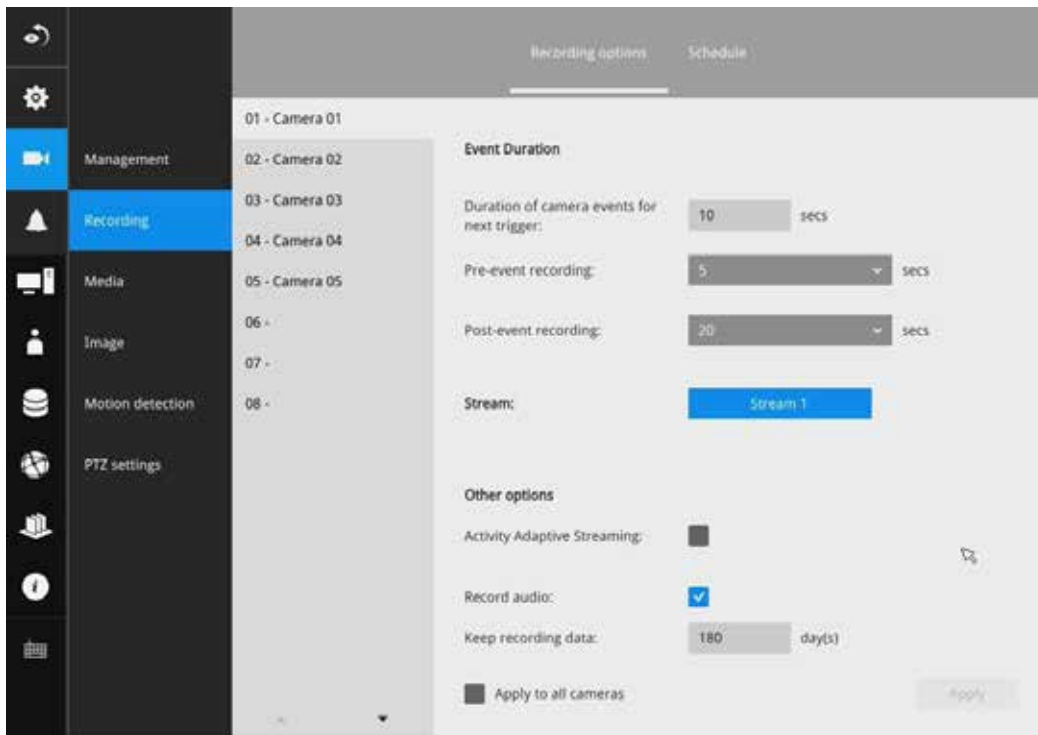 Recording options
Schedule
Management
Recording
Media
Image
Motion detection
PTZ settings
01 - Camera 01
02 - Camera 02
03 - Camera 03
04 - Camera 04
05 - Camera 05
06 -
07 -
08 -
Event Duration
Duration of camera events for
next trigger:
10 secs
Pre-event recording:
5 secs
Post-event recording:
20 secs
Stream:
Stream 1
Other options
Activity Adaptive Streaming:
Record audio:
Keep recording data:
180 day(s)
Apply to all cameras
Apply